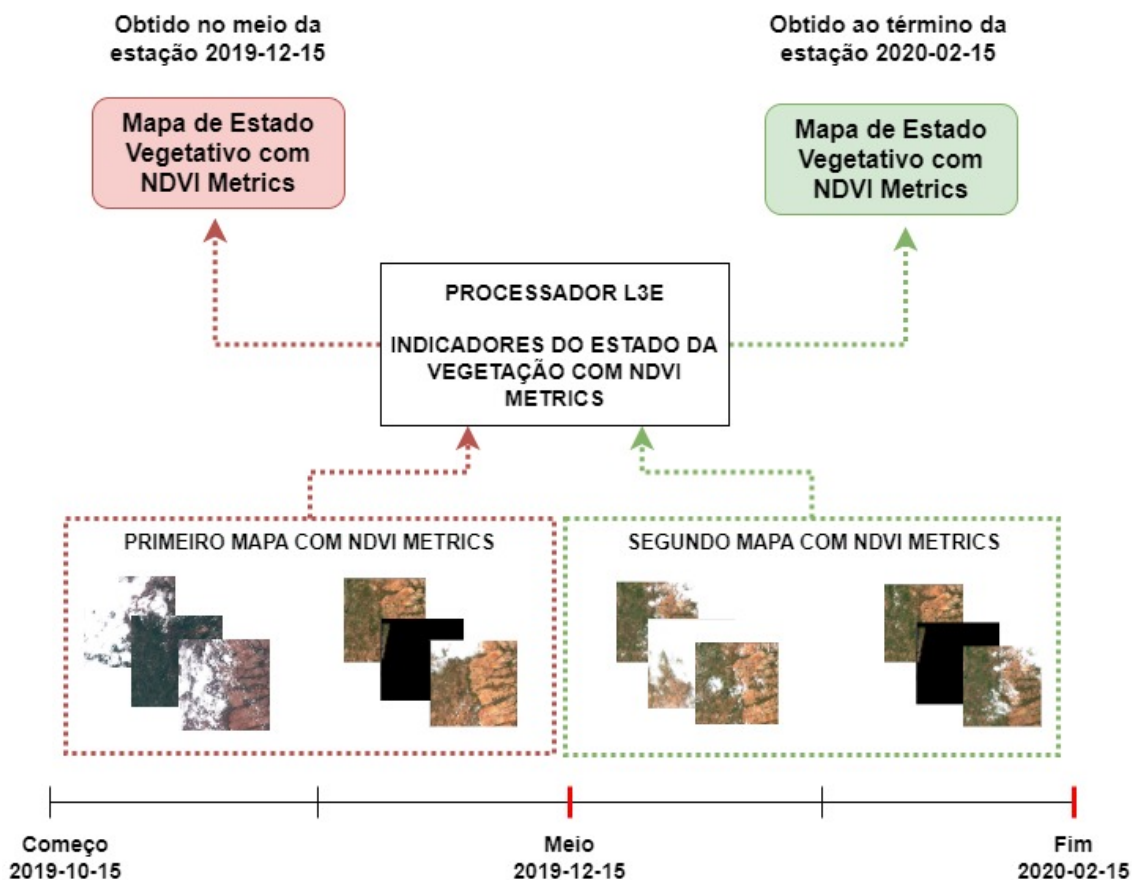 Obtido no meio da
estação 2019-12-15
Obtido ao término da
estação 2020-02-15
Mapa de Estado
Vegetativo com
NDVI Metrics
Mapa de Estado
Vegetativo com
NDVI Metrics
PROCESSADOR L3E
INDICADORES DO ESTADO DA
VEGETAÇÃO COM NDVI
METRICS
PRIMEIRO MAPA COM NDVI METRICS
SEGUNDO MAPA COM NDVI METRICS
Começo
2019-10-15
Meio
2019-12-15
Fim
2020-02-15